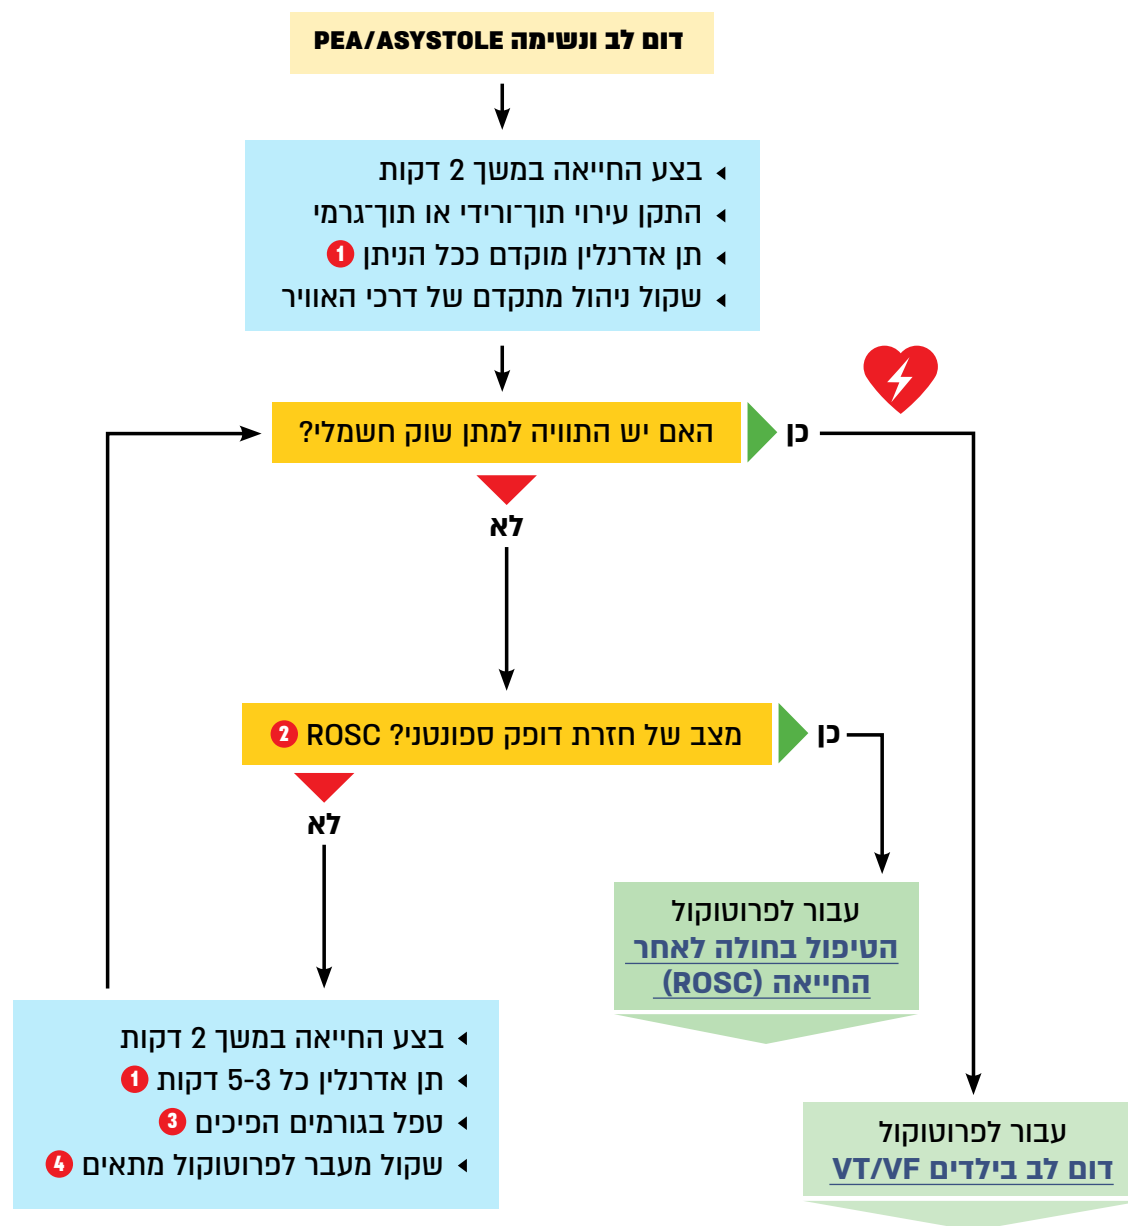 דום לב ונשימה PEA/ASYSTOLE
בצע החייאה במשך 2 דקות
התקן עירוי תוך־ורידי או תוך־גרמי
תן אדרנלין מוקדם ככל הניתן 1
שקול ניהול מתקדם של דרכי האוויר
האם יש התוויה למתן שוק חשמלי?
כן
לא
מצב של חזרת דופק ספונטני? ROSC 2
כן
לא
עבור לפרוטוקול
הטיפול בחולה לאחר
החייאה (ROSC)
בצע החייאה במשך 2 דקות
תן אדרנלין כל 5-3 דקות 1
טפל בגורמים הפיכים 3
שקול מעבר לפרוטוקול מתאים 4
עבור לפרוטוקול
דום לב בילדים VT/VF